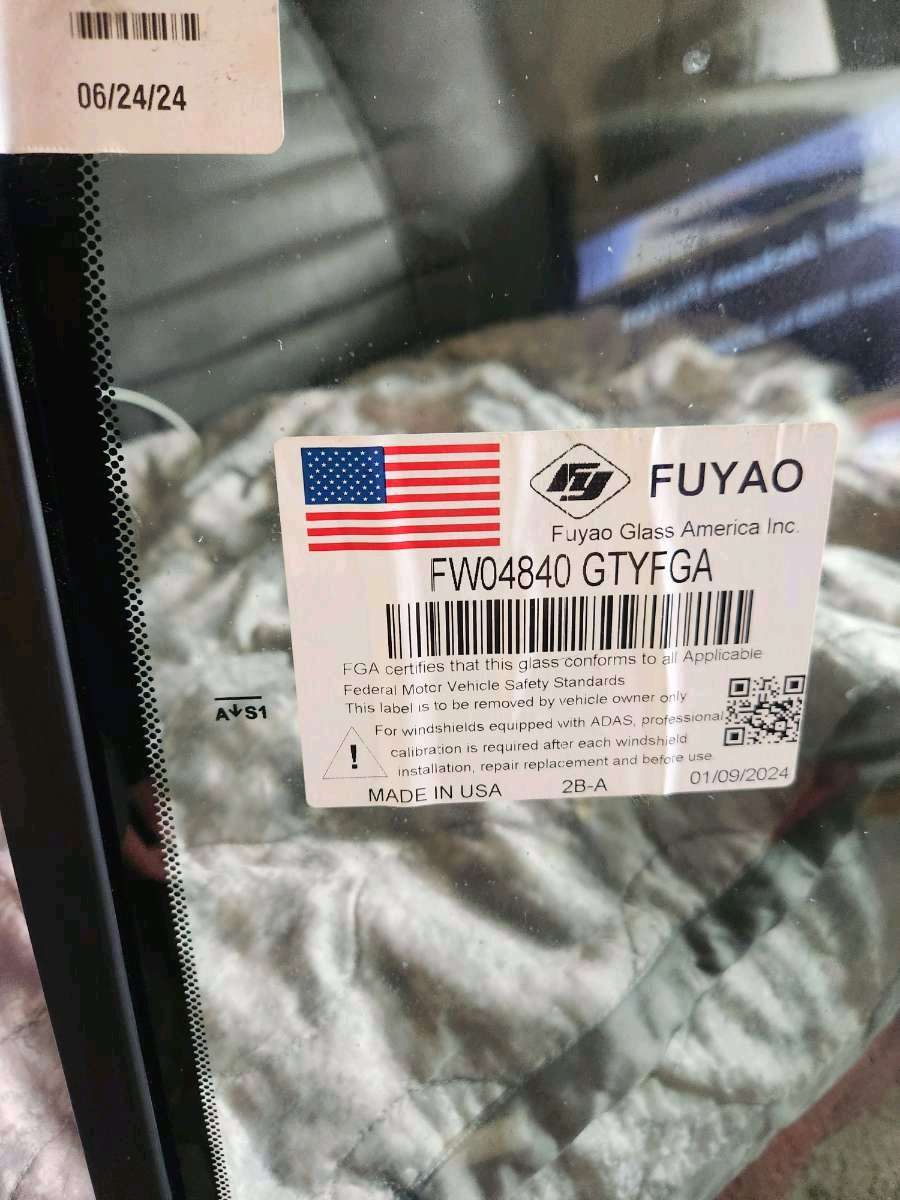 06/24/24
FY FUYAO
Fuyao Glass America Inc.
FW04840 GTYFGA
FGA certifies that this glass conforms to all Applicable
Federal Motor Vehicle Safety Standards
This label is to be removed by vehicle owner only
For windshields equipped with ADAS, professional
calibration is required after each windshield
installation, repair replacement and before use
!
MADE IN USA 2B-A 01/09/2024
A↓S1